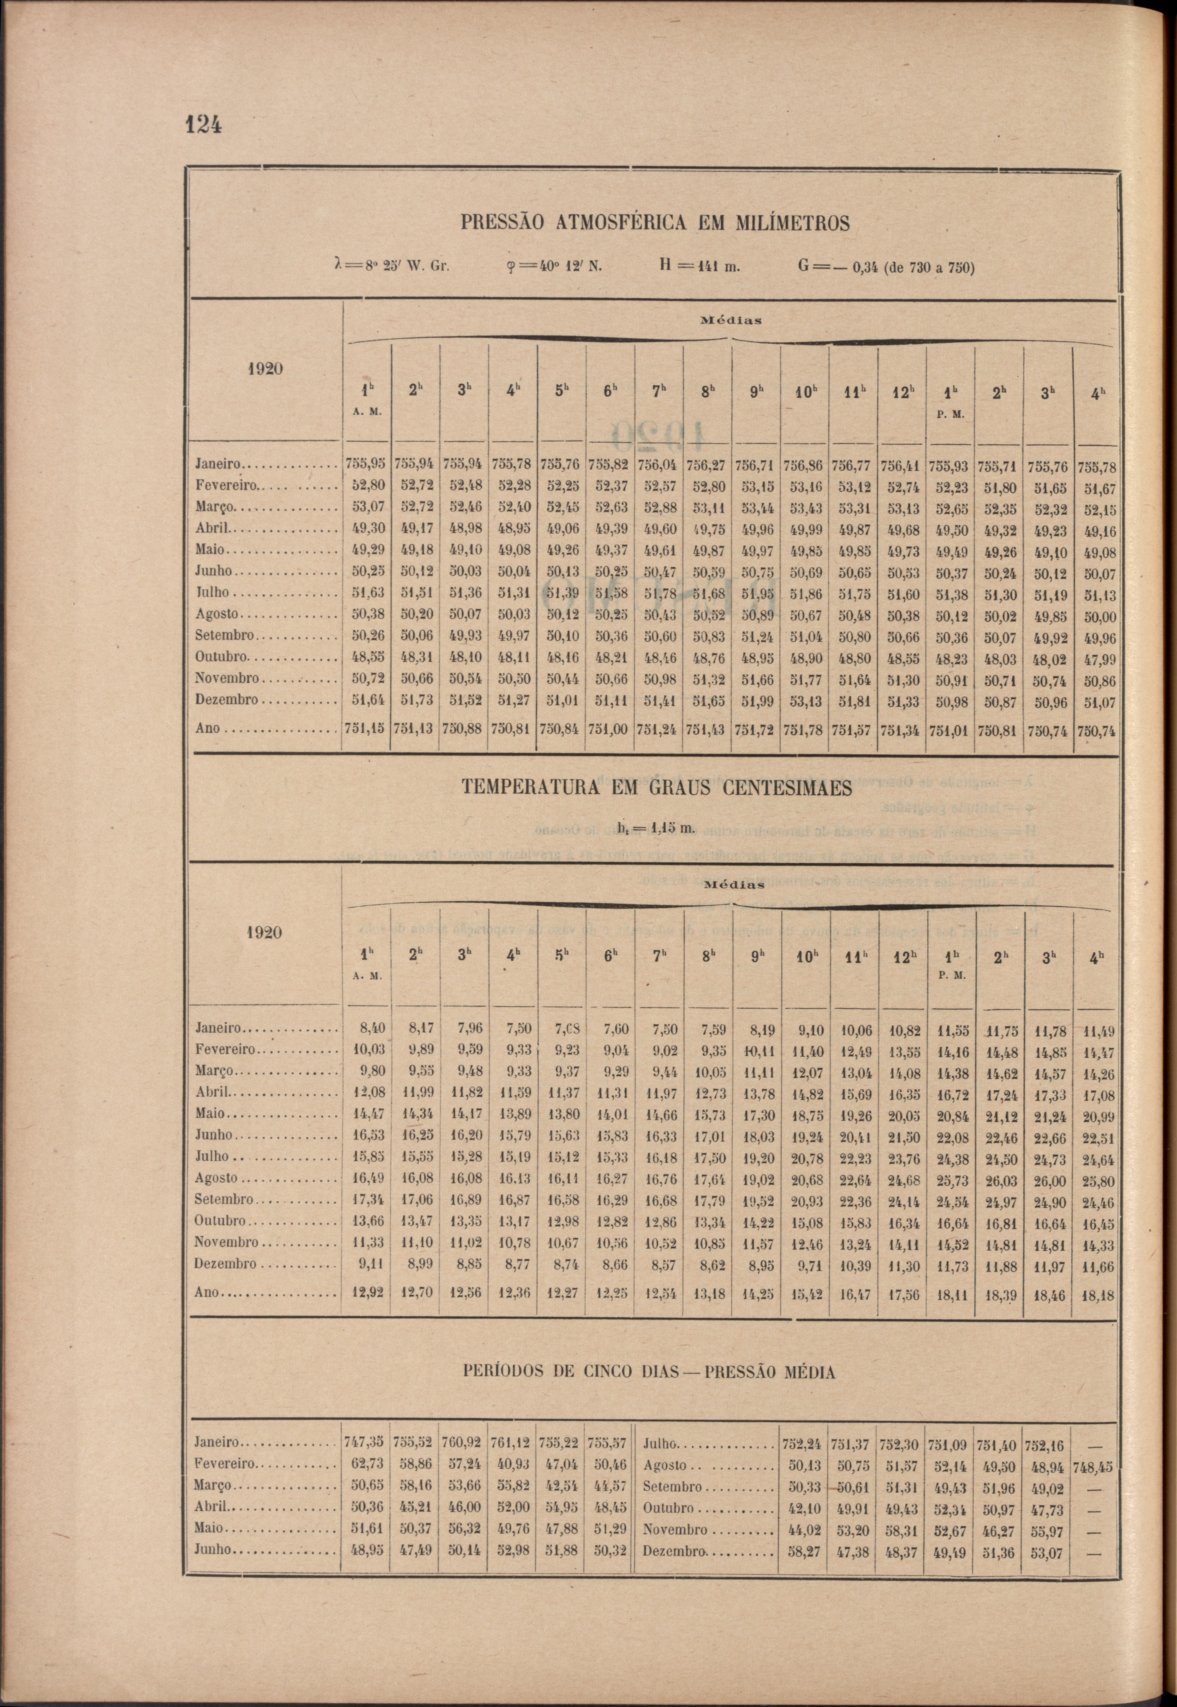 124
PRESSÃO ATMOSFÉRICA EM MILÍMETROS
λ=8º 25′ W. Gr. φ=40º 12′ N. H=141 m. G=— 0,34 (de 730 a 750)
Médias
1920
1h 2h 3h 4h 5h 6h 7h 8h 9h 10h 11h 12h 1h 2h 3h 4h
A. M. P. M.
Janeiro.............. 755,95 755,94 755,94 755,78 755,76 755,82 756,04 756,27 756,71 756,86 756,77 756,41 755,93 755,71 755,76 755,78
Fevereiro..... ...... 52,80 52,72 52,48 52,28 52,25 52,37 52,57 52,80 53,15 53,16 53,12 52,74 52,23 51,80 51,65 51,67
Março............... 53,07 52,72 52,46 52,40 52,45 52,63 52,88 53,11 53,44 53,43 53,31 53,13 52,65 52,35 52,32 52,15
Abril................ 49,30 49,17 48,98 48,95 49,06 49,39 49,60 49,75 49,96 49,99 49,87 49,68 49,50 49,32 49,23 49,16
Maio................ 49,29 49,18 49,10 49,08 49,26 49,37 49,61 49,87 49,97 49,85 49,85 49,73 49,49 49,26 49,10 49,08
Junho............... 50,25 50,12 50,03 50,04 50,13 50,25 50,47 50,59 50,75 50,69 50,65 50,53 50,37 50,24 50,12 50,07
Julho............... 51,63 51,51 51,36 51,31 51,39 51,58 51,78 51,68 51,95 51,86 51,75 51,60 51,38 51,30 51,19 51,13
Agosto.............. 50,38 50,20 50,07 50,03 50,12 50,25 50,43 50,52 50,89 50,67 50,48 50,38 50,12 50,02 49,85 50,00
Setembro............ 50,26 50,06 49,93 49,97 50,10 50,36 50,60 50,83 51,24 51,04 50,80 50,66 50,36 50,07 49,92 49,96
Outubro............. 48,55 48,31 48,10 48,11 48,16 48,21 48,46 48,76 48,95 48,90 48,80 48,55 48,23 48,03 48,02 47,99
Novembro........... 50,72 50,66 50,54 50,50 50,44 50,66 50,98 51,32 51,66 51,77 51,64 51,30 50,91 50,71 50,74 50,86
Dezembro........... 51,64 51,73 51,52 51,27 51,01 51,11 51,41 51,65 51,99 53,13 51,81 51,33 50,98 50,87 50,96 51,07
Ano................ 751,15 751,13 750,88 750,81 750,84 751,00 751,24 751,43 751,72 751,78 751,57 751,34 751,01 750,81 750,74 750,74
TEMPERATURA EM GRAUS CENTESIMAES
ht = 1,15 m.
Médias
1920
1h 2h 3h 4h 5h 6h 7h 8h 9h 10h 11h 12h 1h 2h 3h 4h
A. M. P. M.
Janeiro.............. 8,40 8,17 7,96 7,50 7,68 7,60 7,50 7,59 8,19 9,10 10,06 10,82 11,55 11,75 11,78 11,49
Fevereiro............ 10,03 9,89 9,59 9,33 9,23 9,04 9,02 9,35 10,11 11,40 12,49 13,55 14,16 14,48 14,85 14,47
Março............... 9,80 9,55 9,48 9,33 9,37 9,29 9,44 10,05 11,11 12,07 13,04 14,08 14,38 14,62 14,57 14,26
Abril................ 12,08 11,99 11,82 11,59 11,37 11,31 11,97 12,73 13,78 14,82 15,69 16,35 16,72 17,24 17,33 17,08
Maio................ 14,47 14,34 14,17 13,89 13,80 14,01 14,66 15,73 17,30 18,75 19,26 20,05 20,84 21,12 21,24 20,99
Junho............... 16,53 16,25 16,20 15,79 15,63 15,83 16,33 17,01 18,03 19,24 20,41 21,50 22,08 22,46 22,66 22,51
Julho............... 15,85 15,55 15,28 15,19 15,12 15,33 16,18 17,50 19,20 20,78 22,23 23,76 24,38 24,50 24,73 24,64
Agosto.............. 16,49 16,08 16,08 16.13 16,11 16,27 16,76 17,64 19,02 20,68 22,64 24,68 25,73 26,03 26,00 25,80
Setembro............ 17,34 17,06 16,89 16,87 16,58 16,29 16,68 17,79 19,52 20,93 22,36 24,14 24,54 24,97 24,90 24,46
Outubro............. 13,66 13,47 13,35 13,17 12,98 12,82 12,86 13,34 14,22 15,08 15,83 16,34 16,64 16,81 16,64 16,45
Novembro........... 11,33 11,10 11,02 10,78 10,67 10,56 10,52 10,85 11,57 12,46 13,24 14,11 14,52 14,81 14,81 14,33
Dezembro........... 9,11 8,99 8,85 8,77 8,74 8,66 8,57 8,62 8,95 9,71 10,39 11,30 11,73 11,88 11,97 11,66
Ano................. 12,92 12,70 12,56 12,36 12,27 12,25 12,54 13,18 14,25 15,42 16,47 17,56 18,11 18,39 18,46 18,18
PERÍODOS DE CINCO DIAS — PRESSÃO MÉDIA
Janeiro.............. 747,35 755,52 760,92 761,12 755,22 755,57 Julho............... 752,24 751,37 752,30 751,09 751,40 752,16 —
Fevereiro............ 62,73 58,86 57,24 40,93 47,04 50,46 Agosto.. .......... 50,13 50,75 51,57 52,14 49,50 48,94 748,45
Março............... 50,65 58,16 53,66 55,82 42,54 44,57 Setembro.......... 50,33 50,61 51,31 49,43 51,96 49,02 —
Abril................ 50,36 45,21 46,00 52,00 54,95 48,45 Outubro........... 42,10 49,91 49,43 52,34 50,97 47,73 —
Maio................ 51,61 50,37 56,32 49,76 47,88 51,29 Novembro......... 44,02 53,20 58,31 52,67 46,27 55,97 —
Junho............... 48,95 47,49 50,14 52,98 51,88 50,32 Dezembro.......... 58,27 47,38 48,37 49,49 51,36 53,07 —